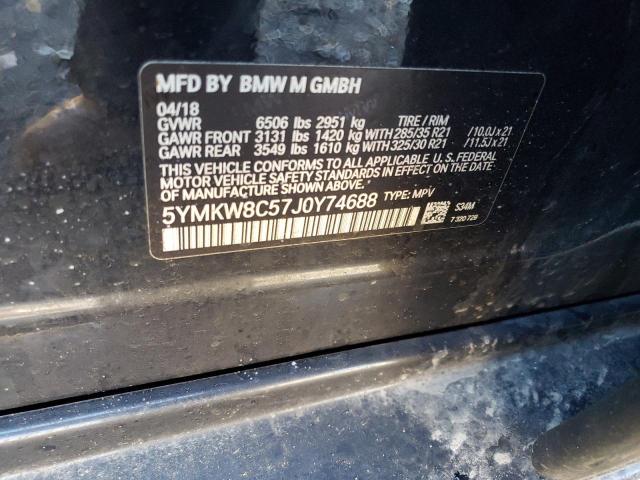 MFD BY BMW M GMBH
04/18
GVWR 6506 lbs 2951 kg TIRE / RIM
GAWR FRONT 3131 lbs 1420 kg WITH 285/35 R21 /10.0J x 21
GAWR REAR 3549 lbs 1610 kg WITH 325/30 R21 /11.5J x 21
THIS VEHICLE CONFORMS TO ALL APPLICABLE U.S. FEDERAL
MOTOR VEHICLE SAFETY STANDARDS IN EFFECT ON THE
DATE OF MANUFACTURE SHOWN ABOVE.
5YMKW8C57J0Y74688 TYPE: MPV
S34M
7 320 729